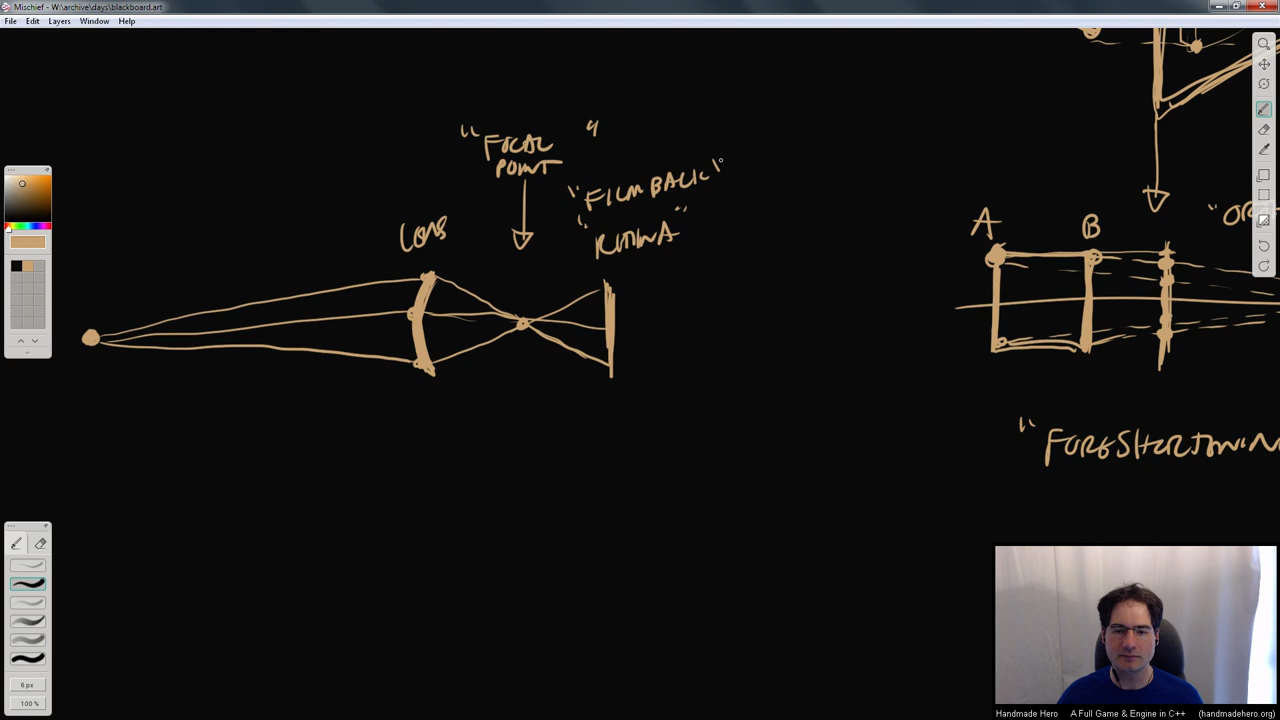 Mischief - W:\archive\days\blackboard.art
File Edit Layers Window Help
"FOCAL
POINT"
"FILM BACK"
"RETINA"
LENS
A
B
"FORESHORTENIN
6 px
100 %
Handmade Hero A Full Game & Engine in C++ (handmadehero.org)